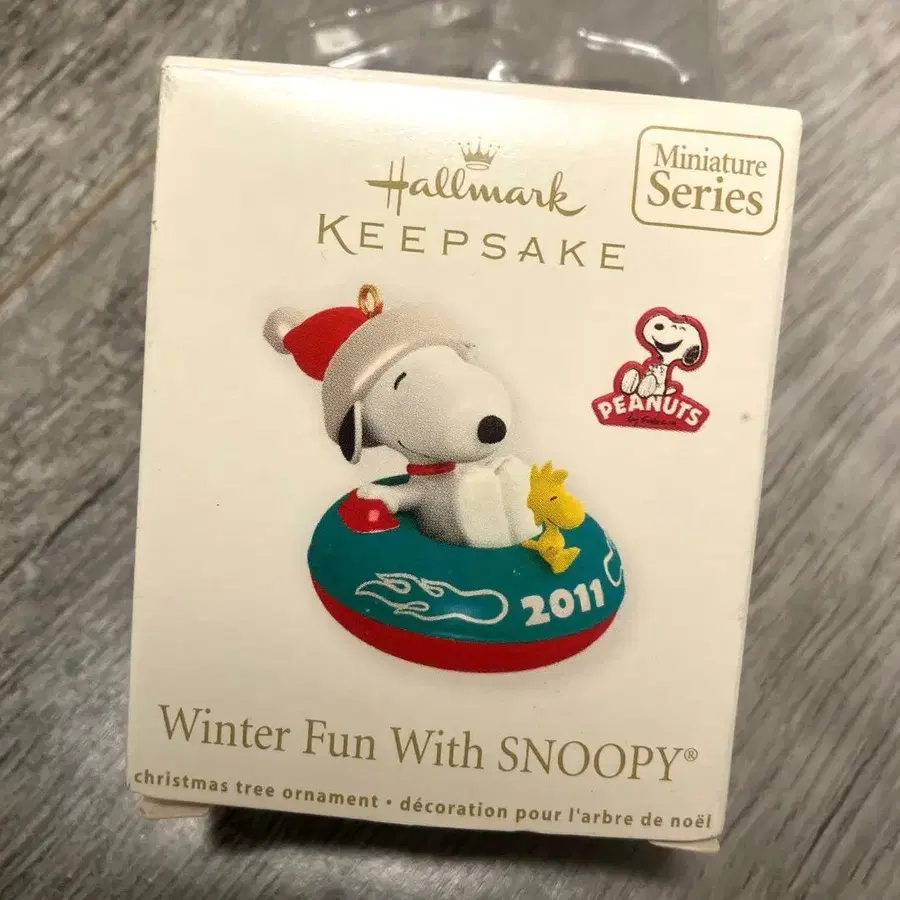 Hallmark
KEEPSAKE
Miniature
Series
PEANUTS
2011
Winter Fun With SNOOPY®
christmas tree ornament • décoration pour l'arbre de noël